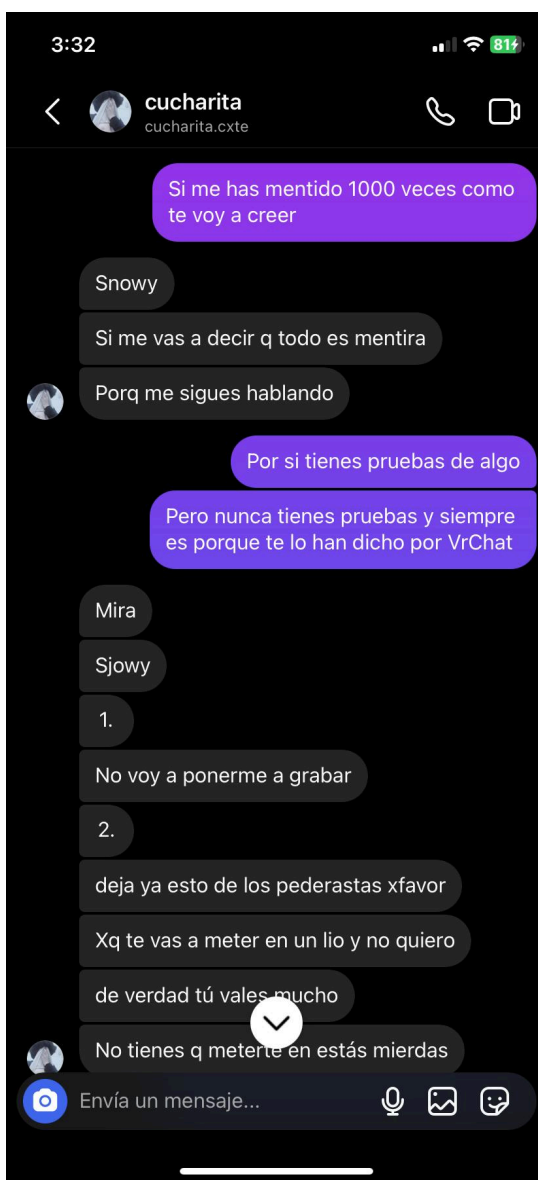 3:32
81
cucharita
cucharita.cxte
Si me has mentido 1000 veces como
te voy a creer
Snowy
Si me vas a decir q todo es mentira
Porq me sigues hablando
Por si tienes pruebas de algo
Pero nunca tienes pruebas y siempre
es porque te lo han dicho por VrChat
Mira
Sjowy
1.
No voy a ponerme a grabar
2.
deja ya esto de los pederastas xfavor
Xq te vas a meter en un lio y no quiero
de verdad tú vales mucho
No tienes q meterte en estás mierdas
Envía un mensaje...